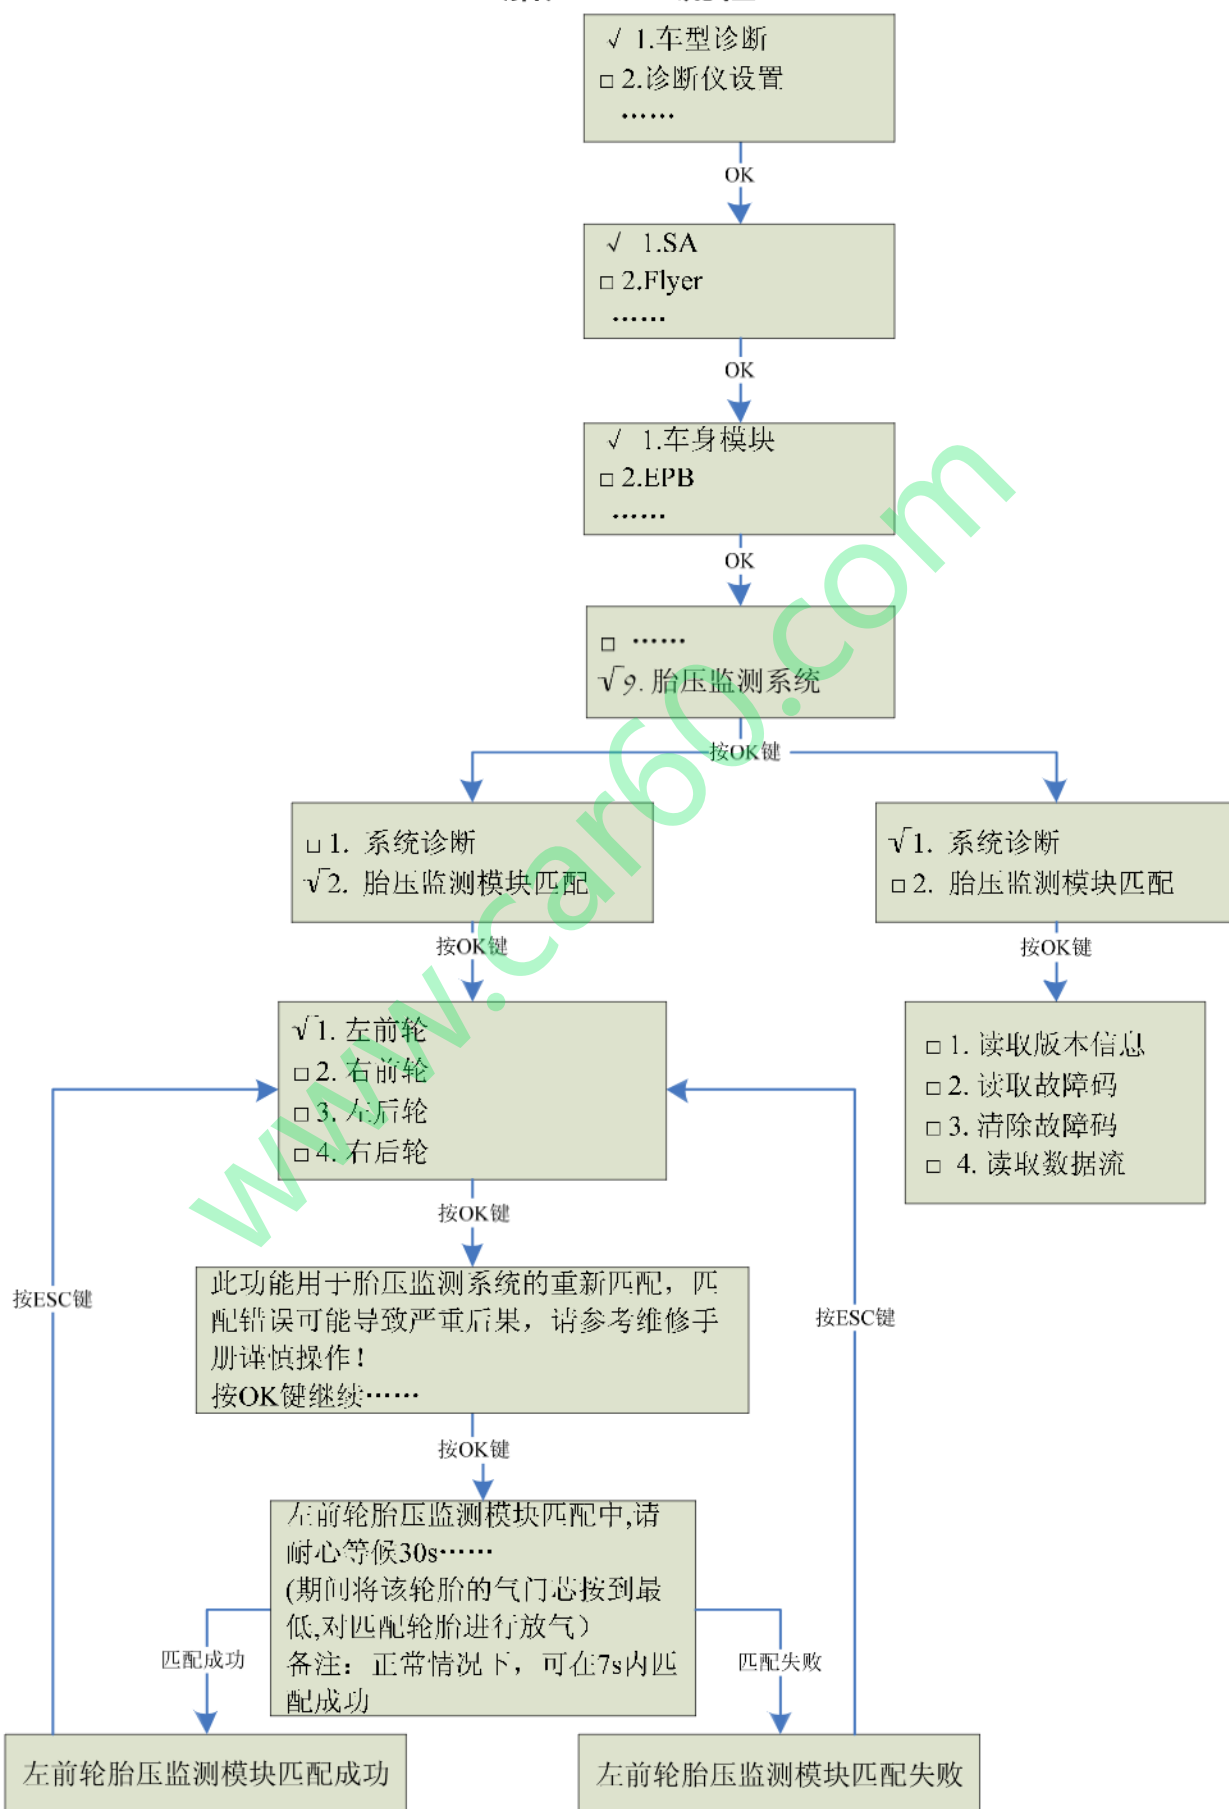 √ 1.车型诊断
□ 2.诊断仪设置
……
OK
√ 1.SA
□ 2.Flyer
……
OK
√ 1.车身模块
□ 2.EPB
……
OK
□ ……
√9. 胎压监测系统
按OK键
□ 1. 系统诊断
√2. 胎压监测模块匹配
√1. 系统诊断
□ 2. 胎压监测模块匹配
按OK键
按OK键
√1. 左前轮
□ 2. 右前轮
□ 3. 左后轮
□ 4. 右后轮
□ 1. 读取版本信息
□ 2. 读取故障码
□ 3. 清除故障码
□ 4. 读取数据流
按OK键
按ESC键
按ESC键
此功能用于胎压监测系统的重新匹配，匹
配错误可能导致严重后果，请参考维修手
册谨慎操作！
按OK键继续……
按OK键
左前轮胎压监测模块匹配中,请
耐心等候30s……
(期间将该轮胎的气门芯按到最
低,对匹配轮胎进行放气）
备注：正常情况下，可在7s内匹
配成功
匹配成功
匹配失败
左前轮胎压监测模块匹配成功
左前轮胎压监测模块匹配失败
www.car60.com